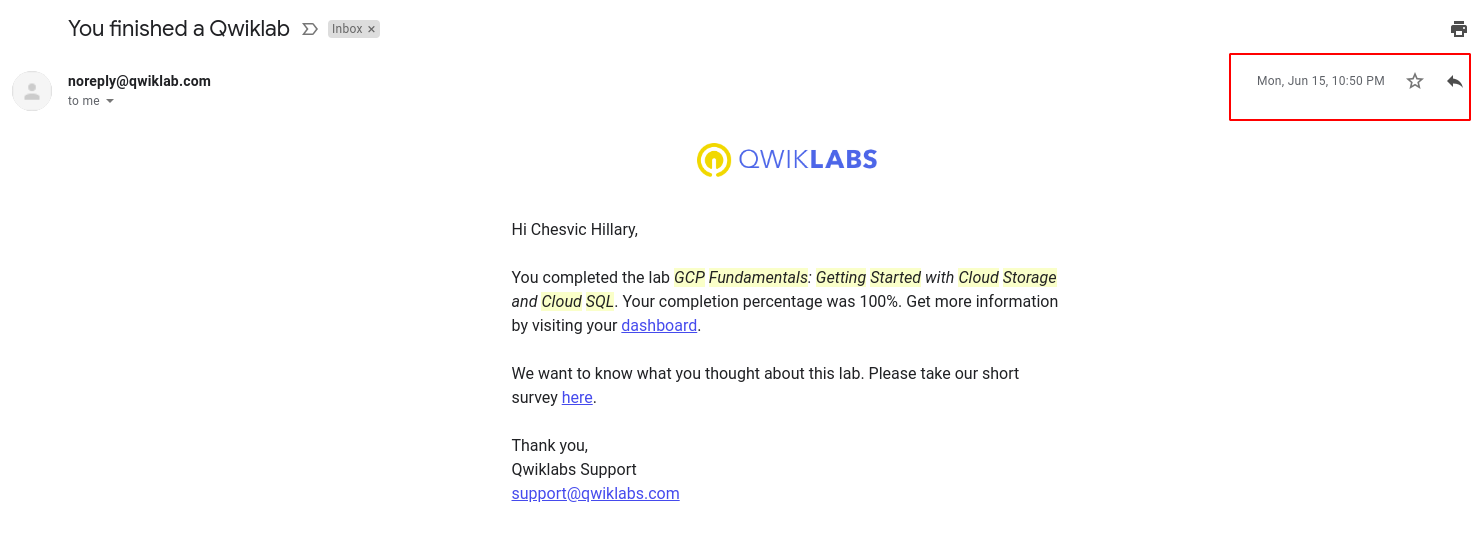 You finished a Qwiklab Inbox ×
noreply@qwiklab.com
Mon, Jun 15, 10:50 PM
to me
QWIKLABS
Hi Chesvic Hillary,
You completed the lab GCP Fundamentals: Getting Started with Cloud Storage
and Cloud SQL. Your completion percentage was 100%. Get more information
by visiting your dashboard.
We want to know what you thought about this lab. Please take our short
survey here.
Thank you,
Qwiklabs Support
support@qwiklabs.com